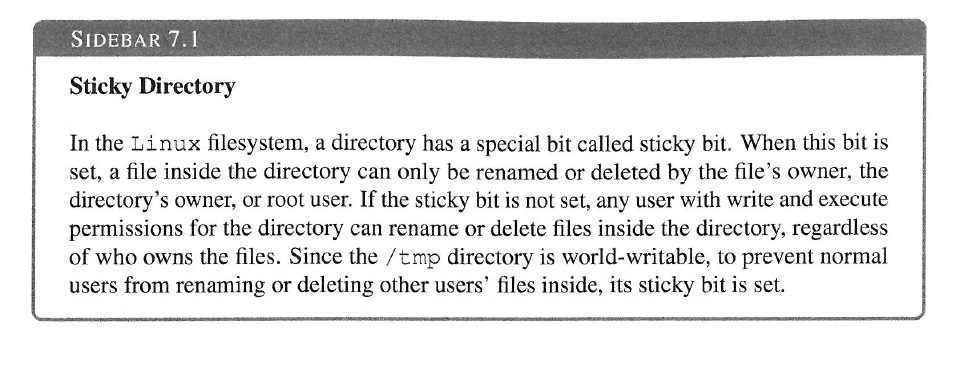 SIDEBAR 7.1
Sticky Directory
In the Linux filesystem, a directory has a special bit called sticky bit. When this bit is
set, a file inside the directory can only be renamed or deleted by the file's owner, the
directory's owner, or root user. If the sticky bit is not set, any user with write and execute
permissions for the directory can rename or delete files inside the directory, regardless
of who owns the files. Since the /tmp directory is world-writable, to prevent normal
users from renaming or deleting other users' files inside, its sticky bit is set.